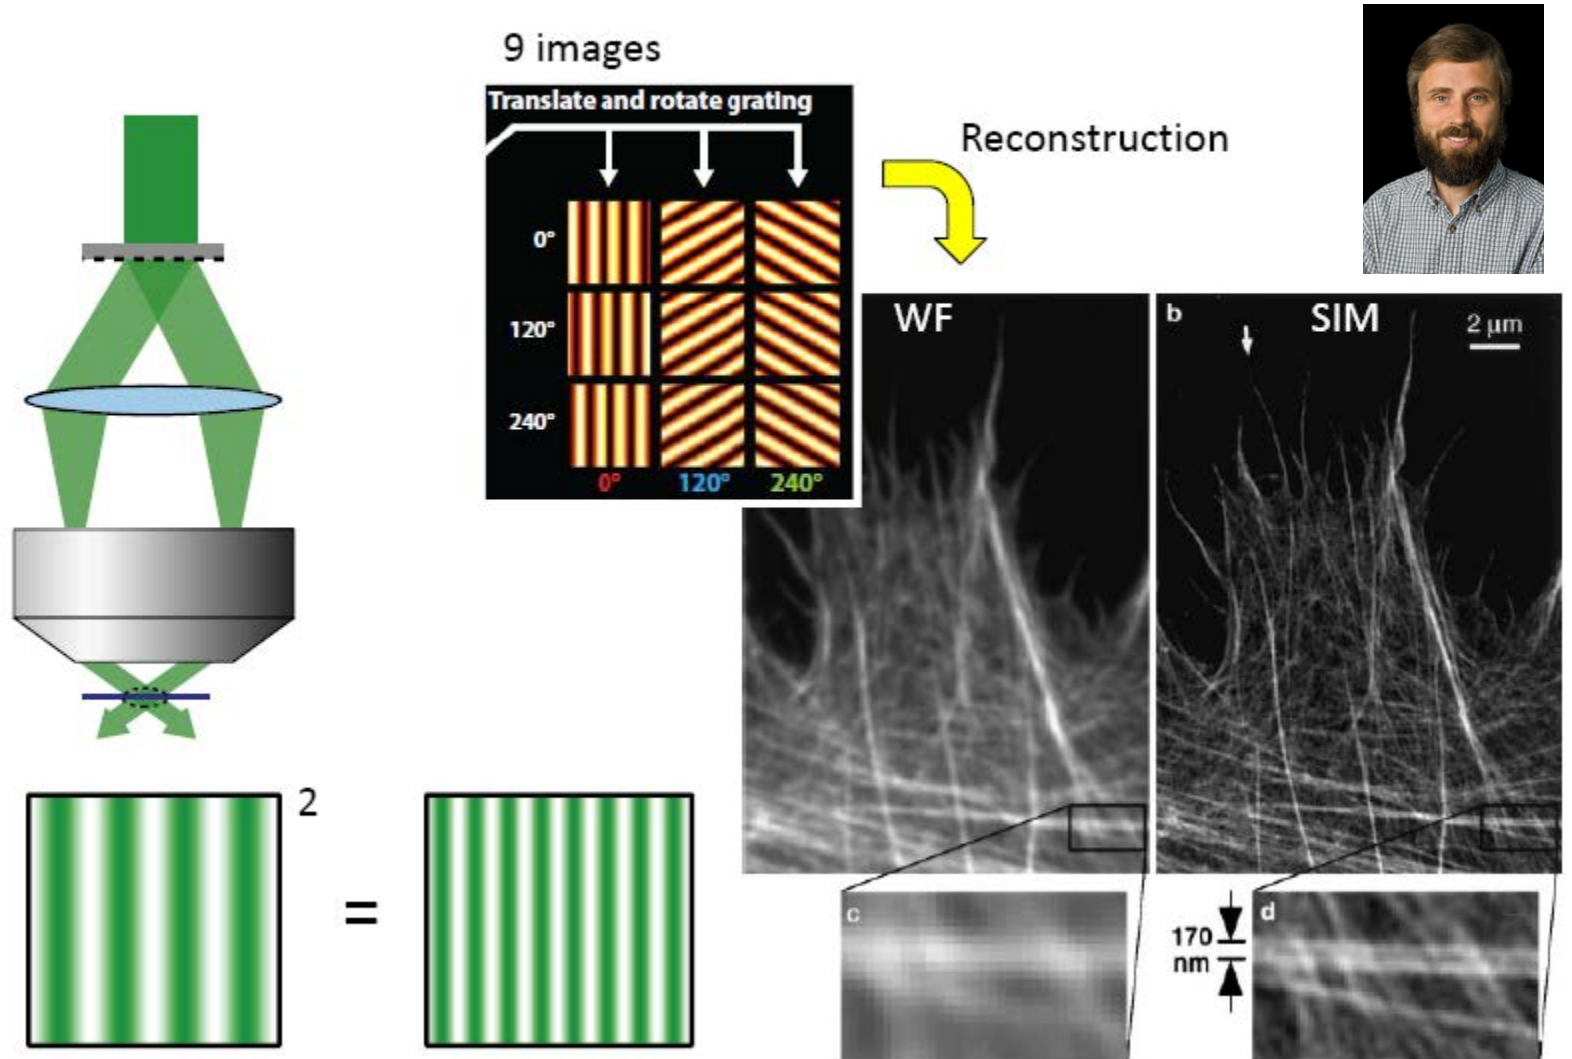 9 images
Translate and rotate grating
0°
120°
240°
0° 120° 240°
Reconstruction
WF
b SIM 2 μm
2
=
c
170
nm
d